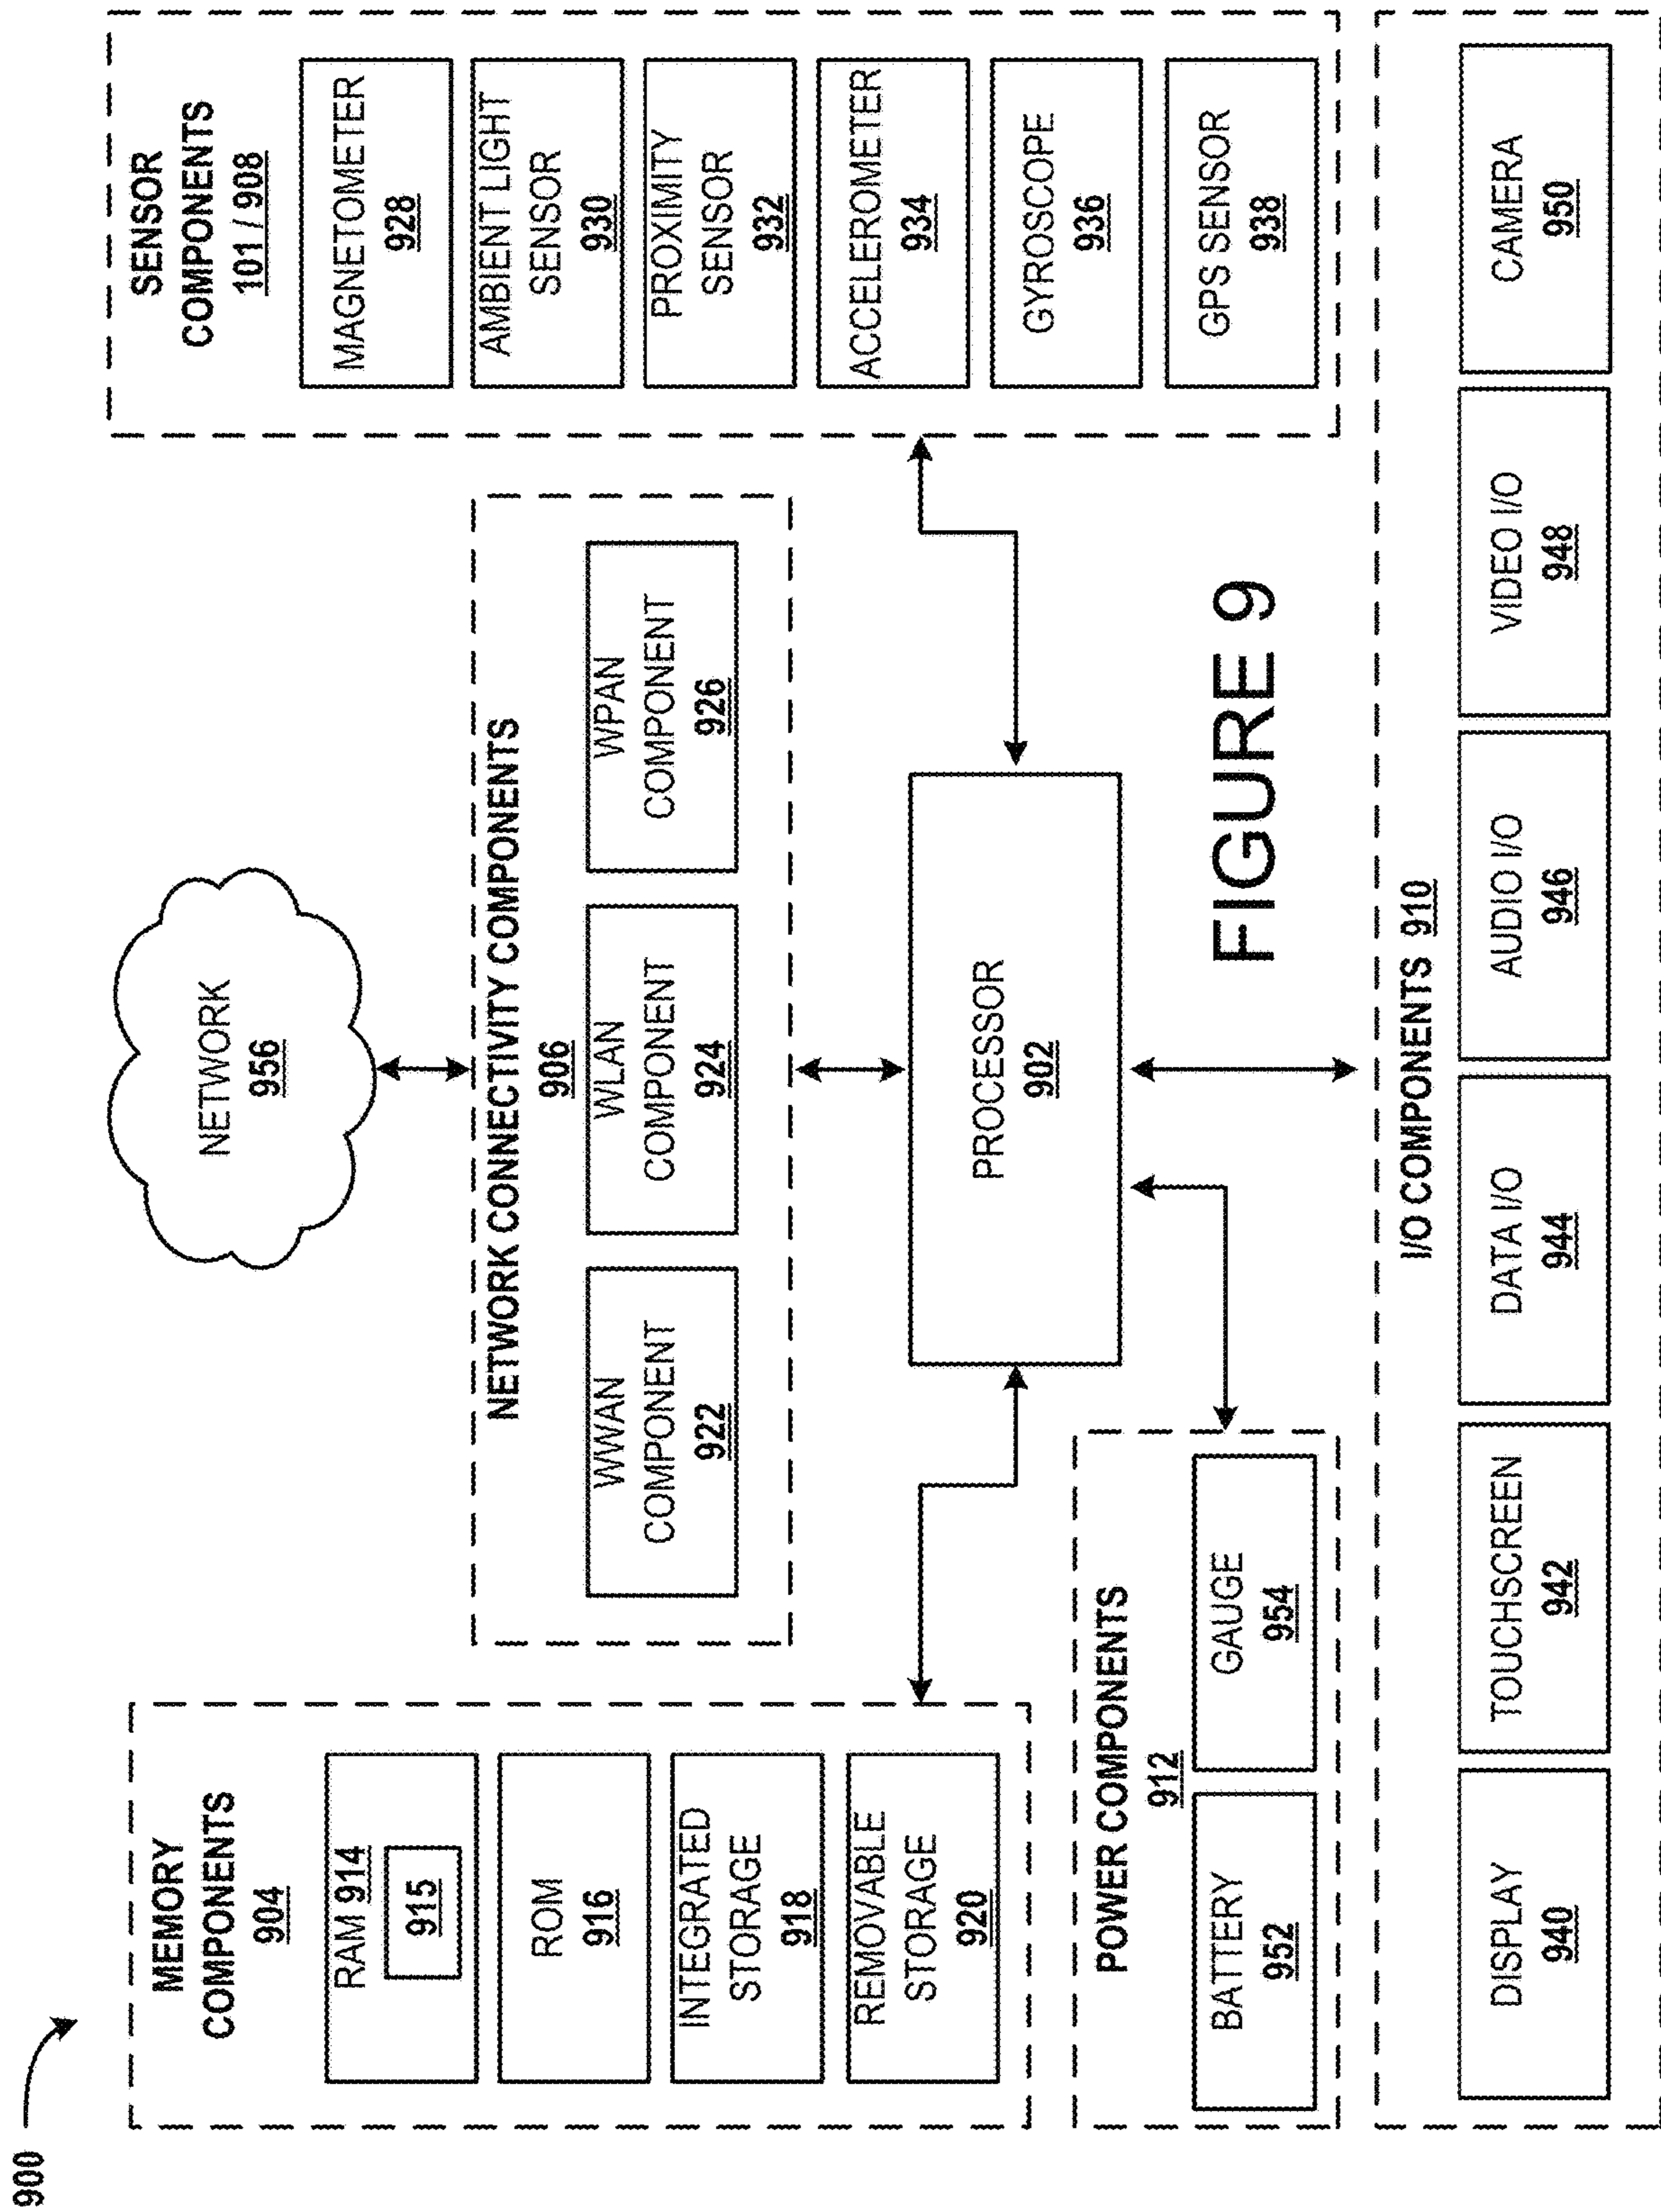 900
MEMORY
COMPONENTS
904
RAM 914
915
ROM
916
INTEGRATED
STORAGE
918
REMOVABLE
STORAGE
920
NETWORK
956
NETWORK CONNECTIVITY COMPONENTS
906
WWAN
COMPONENT
922
WLAN
COMPONENT
924
WPAN
COMPONENT
926
SENSOR
COMPONENTS
101 / 908
MAGNETOMETER
928
AMBIENT LIGHT
SENSOR
930
PROXIMITY
SENSOR
932
ACCELEROMETER
934
GYROSCOPE
936
GPS SENSOR
938
PROCESSOR
902
POWER COMPONENTS
912
BATTERY
952
GAUGE
954
FIGURE 9
I/O COMPONENTS 910
DISPLAY
940
TOUCHSCREEN
942
DATA I/O
944
AUDIO I/O
946
VIDEO I/O
948
CAMERA
950